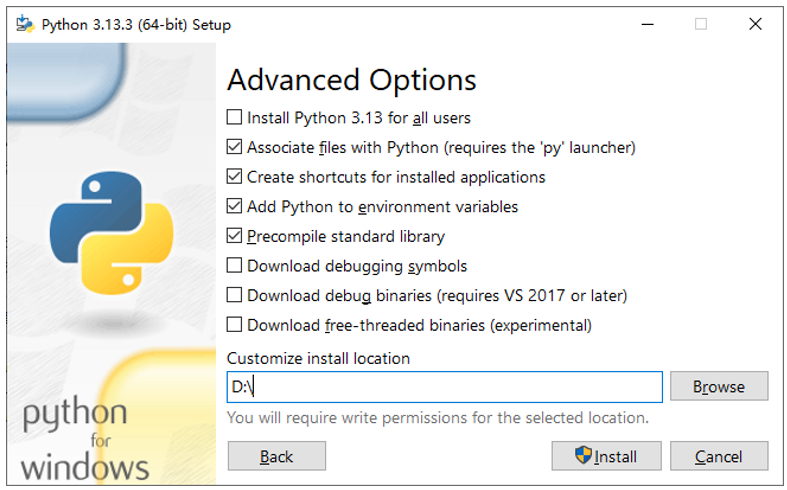 Python 3.13.3 (64-bit) Setup
Advanced Options
Install Python 3.13 for all users
Associate files with Python (requires the 'py' launcher)
Create shortcuts for installed applications
Add Python to environment variables
Precompile standard library
Download debugging symbols
Download debug binaries (requires VS 2017 or later)
Download free-threaded binaries (experimental)
Customize install location
D:\
Browse
You will require write permissions for the selected location.
python
for
windows
Back
Install
Cancel